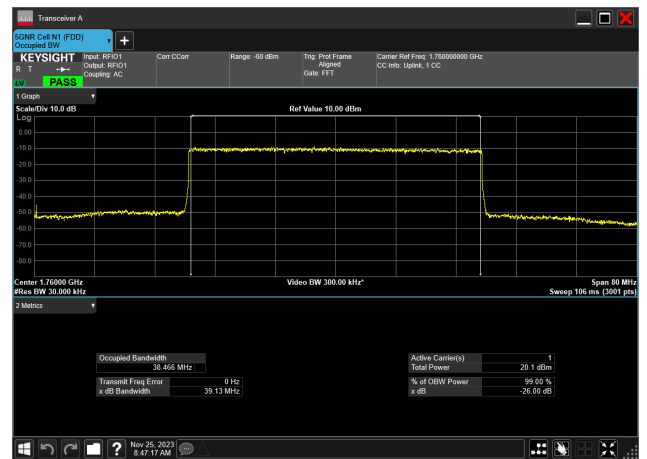 Transceiver A
5GNR Cell N1 (FDD)
Occupied BW
KEYSIGHT
R T
LXI
PASS
Input: RFIO1
Output: RFIO1
Coupling: AC
Corr CCorr
Range: -60 dBm
Trig: Prot Frame
Aligned
Gate: FFT
Carrier Ref Freq: 1.760000000 GHz
CC Info: Uplink, 1 CC
1 Graph
Scale/Div 10.0 dB
Ref Value 10.00 dBm
Log
0.00
-10.0
-20.0
-30.0
-40.0
-50.0
-60.0
-70.0
-80.0
Center 1.76000 GHz
Video BW 300.00 kHz*
Span 80 MHz
#Res BW 30.000 kHz
Sweep 106 ms (3001 pts)
2 Metrics
Occupied Bandwidth
38.466 MHz
Transmit Freq Error 0 Hz
x dB Bandwidth 39.13 MHz
Active Carrier(s) 1
Total Power 20.1 dBm
% of OBW Power 99.00 %
x dB -26.00 dB
?
Nov 25, 2023
8:47:17 AM